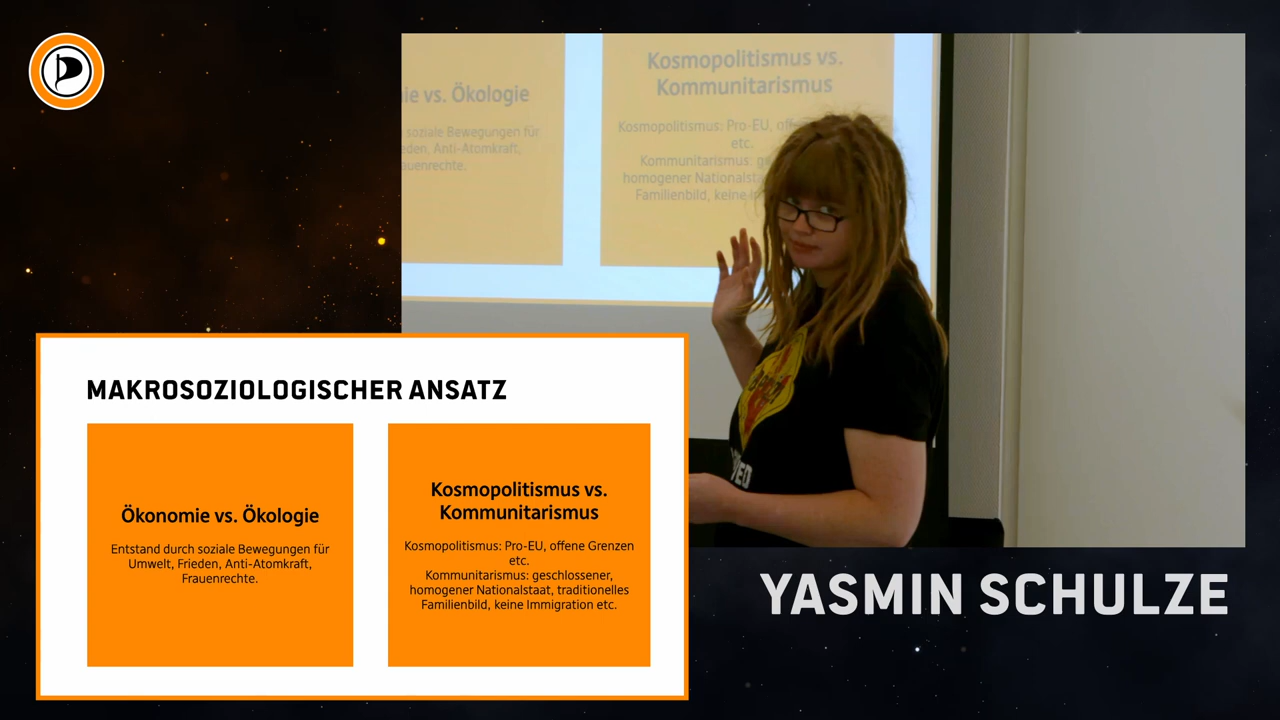 ie vs. Ökologie
soziale Bewegungen für
eden, Anti-Atomkraft,
auenrechte.
Kosmopolitismus vs.
Kommunitarismus
Kosmopolitismus: Pro-EU, off
etc.
Kommunitarismus: ge
homogener Nationalsta
Familienbild, keine I
MAKROSOZIOLOGISCHER ANSATZ
Ökonomie vs. Ökologie
Entstand durch soziale Bewegungen für
Umwelt, Frieden, Anti-Atomkraft,
Frauenrechte.
Kosmopolitismus vs.
Kommunitarismus
Kosmopolitismus: Pro-EU, offene Grenzen
etc.
Kommunitarismus: geschlossener,
homogener Nationalstaat, traditionelles
Familienbild, keine Immigration etc.
YASMIN SCHULZE